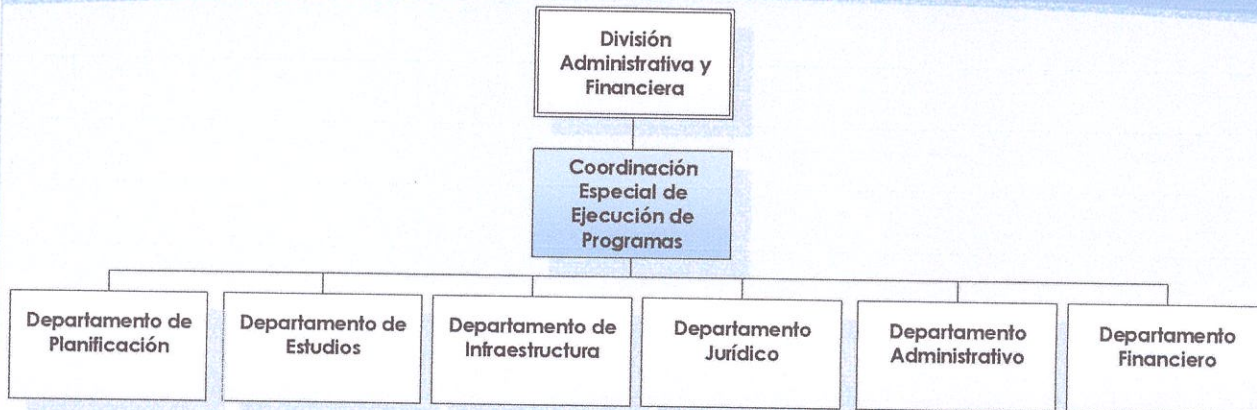 División
Administrativa y
Financiera
Coordinación
Especial de
Ejecución de
Programas
Departamento de
Planificación
Departamento de
Estudios
Departamento de
Infraestructura
Departamento
Jurídico
Departamento
Administrativo
Departamento
Financiero